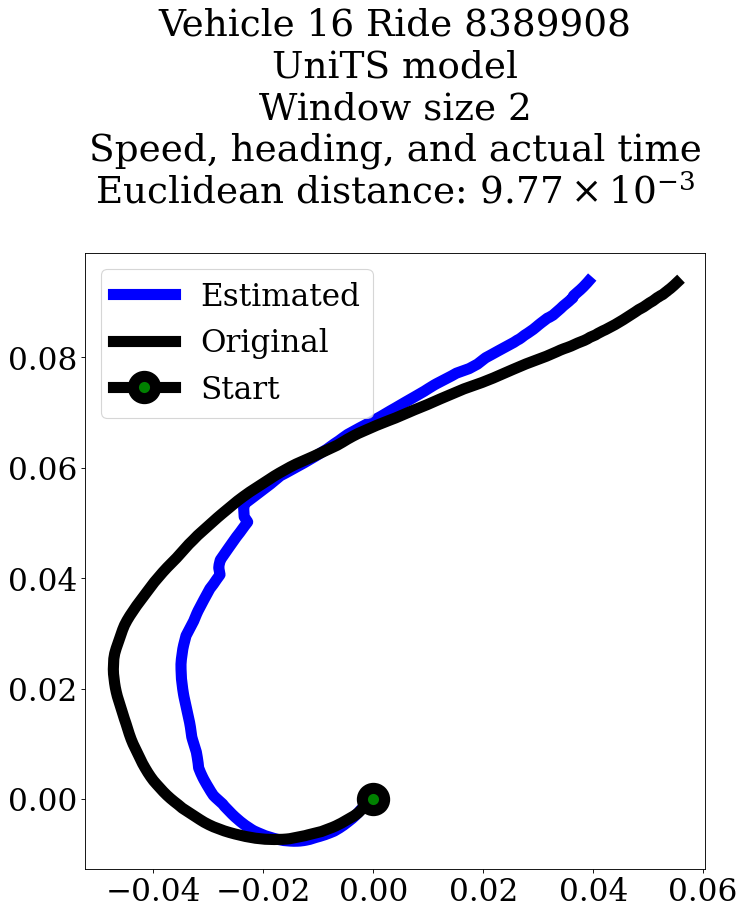 Vehicle 16 Ride 8389908
UniTS model
Window size 2
Speed, heading, and actual time
Euclidean distance: 9.77 × 10⁻³
Estimated
Original
Start
0.08
0.06
0.04
0.02
0.00
−0.04 −0.02 0.00 0.02 0.04 0.06